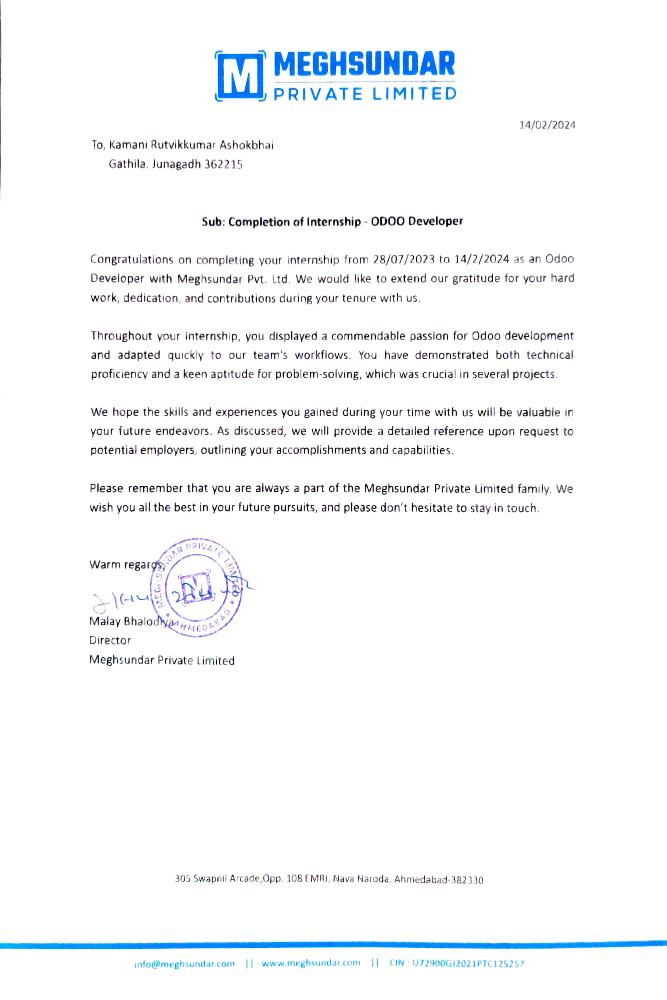 M MEGHSUNDAR
PRIVATE LIMITED
14/02/2024
To, Kamani Rutvikkumar Ashokbhai
Gathila, Junagadh 362215
Sub: Completion of Internship - ODOO Developer
Congratulations on completing your internship from 28/07/2023 to 14/2/2024 as an Odoo
Developer with Meghsundar Pvt. Ltd. We would like to extend our gratitude for your hard
work, dedication, and contributions during your tenure with us.
Throughout your internship, you displayed a commendable passion for Odoo development
and adapted quickly to our team's workflows. You have demonstrated both technical
proficiency and a keen aptitude for problem-solving, which was crucial in several projects.
We hope the skills and experiences you gained during your time with us will be valuable in
your future endeavors. As discussed, we will provide a detailed reference upon request to
potential employers, outlining your accomplishments and capabilities.
Please remember that you are always a part of the Meghsundar Private Limited family. We
wish you all the best in your future pursuits, and please don’t hesitate to stay in touch.
Warm regards,
MEGHSUNDAR PRIVATE LIMITED
M
AHMEDABAD
Malay Bhalodiya
Director
Meghsundar Private Limited
305 Swapnil Arcade,Opp. 108 EMRI, Nava Naroda, Ahmedabad-382330
info@meghsundar.com || www.meghsundar.com || CIN : U72900GJ2021PTC125257